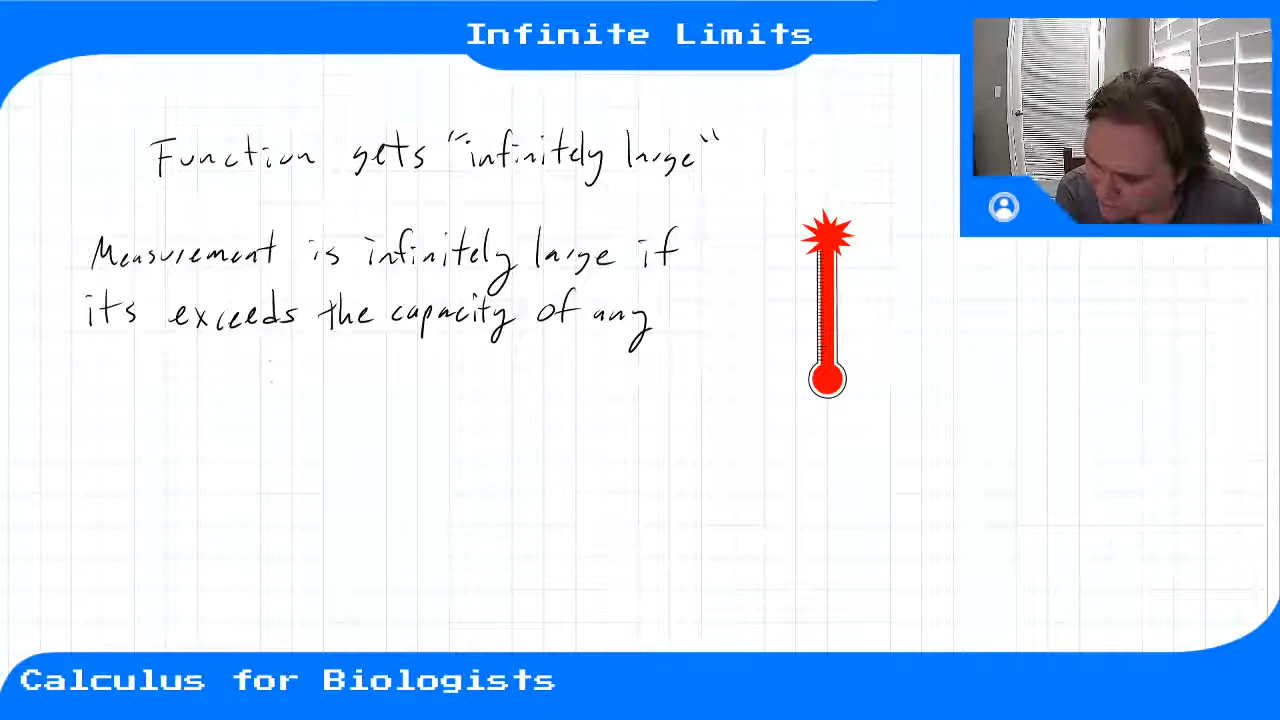 Infinite Limits
Function gets "infinitely large"
Measurement is infinitely large if
its exceeds the capacity of any
Calculus for Biologists